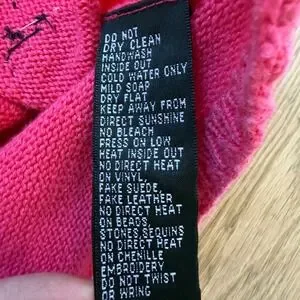 DO NOT
DRY CLEAN
HANDWASH
INSIDE OUT
COLD WATER ONLY
MILD SOAP
DRY FLAT
KEEP AWAY FROM
DIRECT SUNSHINE
NO BLEACH
PRESS ON LOW
HEAT INSIDE OUT
NO DIRECT HEAT
ON VINYL,
FAKE SUEDE,
FAKE LEATHER
NO DIRECT HEAT
ON BEADS,
STONES,SEQUINS
NO DIRECT HEAT
ON CHENILLE
EMBROIDERY
DO NOT TWIST
OR WRING